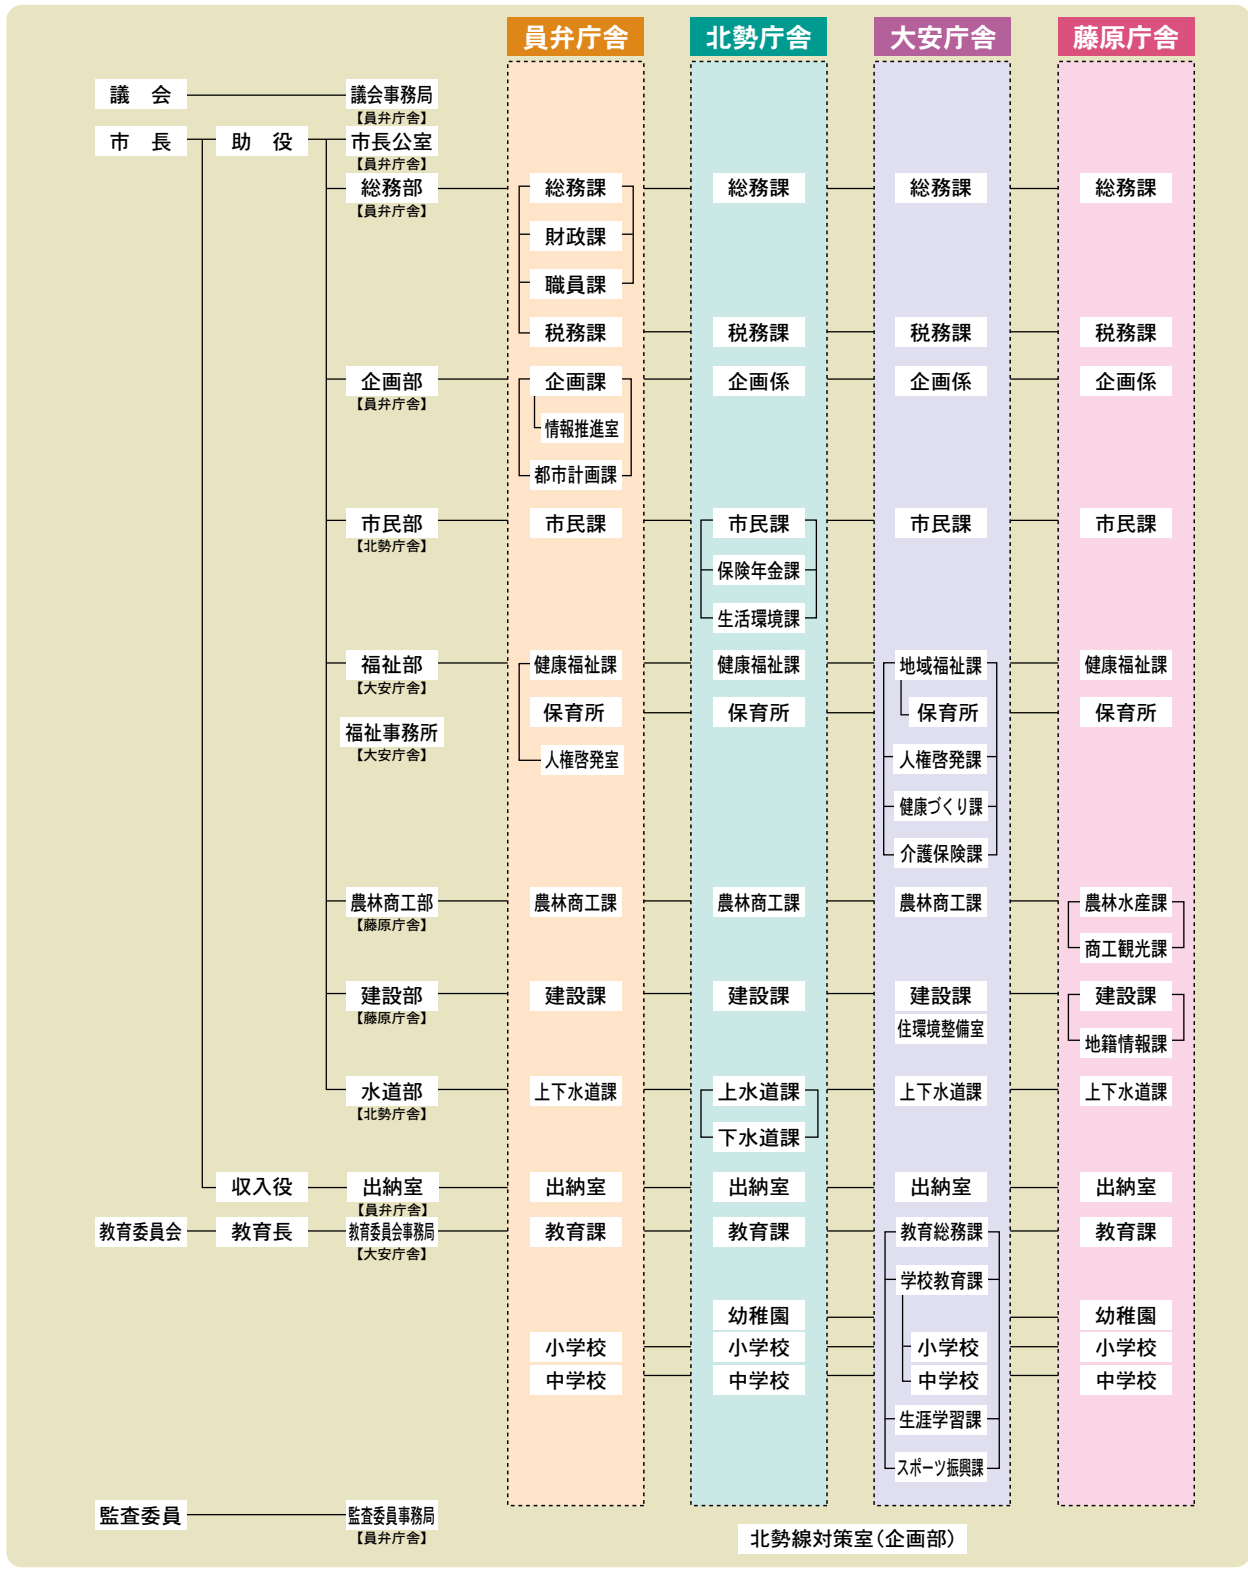 員弁庁舎 北勢庁舎 大安庁舎 藤原庁舎
議　会 議会事務局
【員弁庁舎】
市　長 助　役 市長公室
【員弁庁舎】
総務部 総務課 総務課 総務課 総務課
【員弁庁舎】
財政課
職員課
税務課 税務課 税務課 税務課
企画部 企画課 企画係 企画係 企画係
【員弁庁舎】
情報推進室
都市計画課
市民部 市民課 市民課 市民課 市民課
【北勢庁舎】
保険年金課
生活環境課
福祉部 健康福祉課 健康福祉課 地域福祉課 健康福祉課
【大安庁舎】
保育所 保育所 保育所 保育所
福祉事務所
【大安庁舎】
人権啓発室 人権啓発課
健康づくり課
介護保険課
農林商工部 農林商工課 農林商工課 農林商工課 農林水産課
【藤原庁舎】
商工観光課
建設部 建設課 建設課 建設課 建設課
【藤原庁舎】
住環境整備室
地籍情報課
水道部 上下水道課 上水道課 上下水道課 上下水道課
【北勢庁舎】
下水道課
収入役 出納室 出納室 出納室 出納室 出納室
【員弁庁舎】
教育委員会 教育長 教育委員会事務局 教育課 教育課 教育総務課 教育課
【大安庁舎】
学校教育課
幼稚園 幼稚園
小学校 小学校 小学校 小学校
中学校 中学校 中学校 中学校
生涯学習課
スポーツ振興課
監査委員 監査委員事務局
【員弁庁舎】
北勢線対策室（企画部）